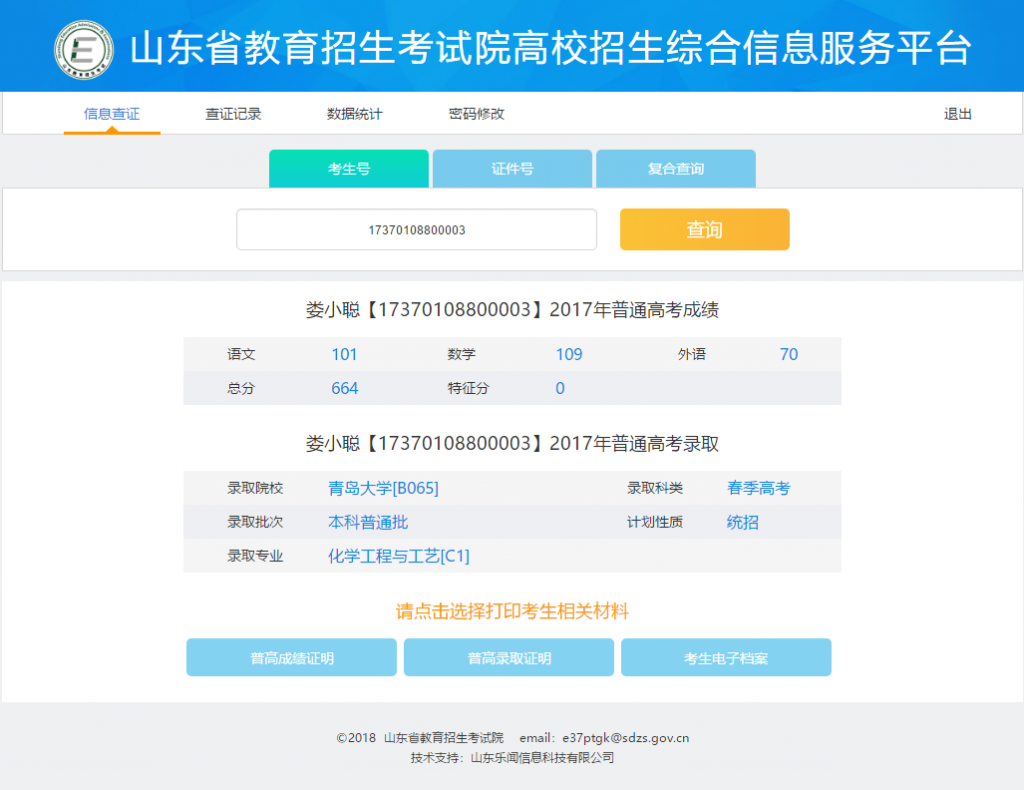 山东省教育招生考试院高校招生综合信息服务平台
信息查证 查证记录 数据统计 密码修改 退出
考生号 证件号 复合查询
17370108800003 查询
娄小聪【17370108800003】2017年普通高考成绩
语文 101 数学 109 外语 70
总分 664 特征分 0
娄小聪【17370108800003】2017年普通高考录取
录取院校 青岛大学[B065] 录取科类 春季高考
录取批次 本科普通批 计划性质 统招
录取专业 化学工程与工艺[C1]
请点击选择打印考生相关材料
普高成绩证明 普高录取证明 考生电子档案
©2018 山东省教育招生考试院 email：e37ptgk@sdzs.gov.cn
技术支持：山东乐闻信息科技有限公司